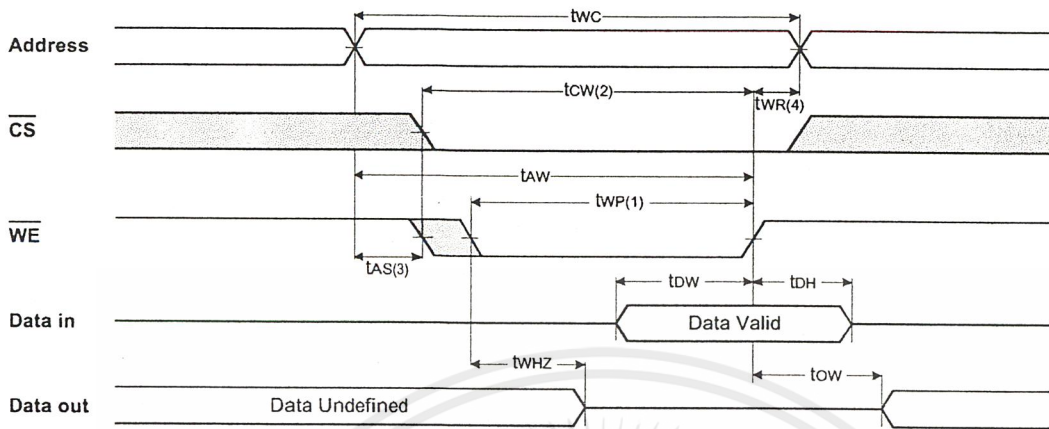 tWC
Address
tCW(2)
tWR(4)
CS
tAW
tWP(1)
WE
tAS(3)
tDW
tDH
Data in
Data Valid
tWHZ
tOW
Data out
Data Undefined